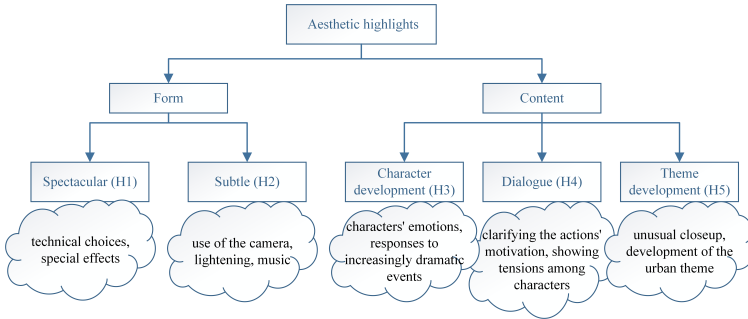 Aesthetic highlights
Form
Content
Spectacular (H1)
Subtle (H2)
Character
development (H3)
Dialogue (H4)
Theme
development (H5)
technical choices,
special effects
use of the camera,
lightening, music
characters' emotions,
responses to
increasingly dramatic
events
clarifying the actions'
motivation, showing
tensions among
characters
unusual closeup,
development of the
urban theme